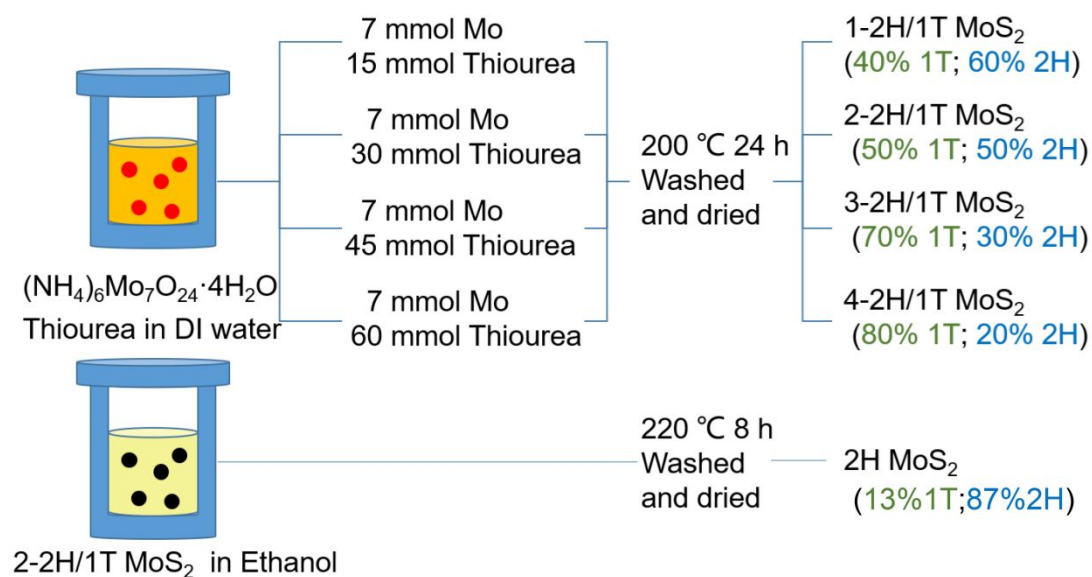 (NH₄)₆Mo₇O₂₄·4H₂O
Thiourea in DI water
7 mmol Mo
15 mmol Thiourea
7 mmol Mo
30 mmol Thiourea
7 mmol Mo
45 mmol Thiourea
7 mmol Mo
60 mmol Thiourea
200 ℃ 24 h
Washed
and dried
1-2H/1T MoS₂
(40% 1T; 60% 2H)
2-2H/1T MoS₂
(50% 1T; 50% 2H)
3-2H/1T MoS₂
(70% 1T; 30% 2H)
4-2H/1T MoS₂
(80% 1T; 20% 2H)
2-2H/1T MoS₂ in Ethanol
220 ℃ 8 h
Washed
and dried
2H MoS₂
(13%1T;87%2H)